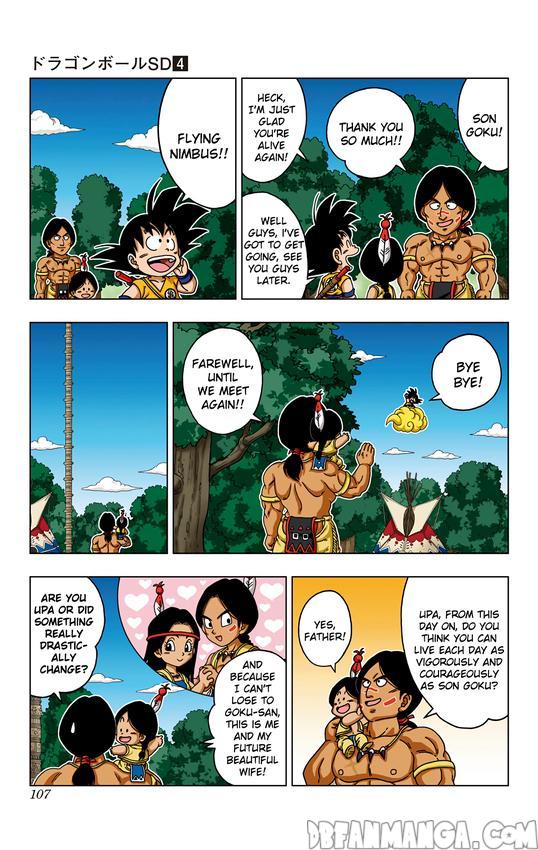 ドラゴンボールSD4
SON
GOKU!
THANK YOU
SO MUCH!!
HECK,
I'M JUST
GLAD
YOU'RE
ALIVE
AGAIN!
WELL
GUYS, I'VE
GOT TO GET
GOING, SEE
YOU GUYS
LATER.
FLYING
NIMBUS!!
BYE
BYE!
FAREWELL,
UNTIL
WE MEET
AGAIN!!
UPA, FROM THIS
DAY ON, DO YOU
THINK YOU CAN
LIVE EACH DAY AS
VIGOROUSLY AND
COURAGEOUSLY
AS SON GOKU?
YES,
FATHER!
AND
BECAUSE
I CAN'T
LOSE TO
GOKU-SAN,
THIS IS ME
AND MY
FUTURE
BEAUTIFUL
WIFE!
ARE YOU
UPA OR DID
SOMETHING
REALLY
DRASTIC-
ALLY
CHANGE?
107
DBFANMANGA.COM